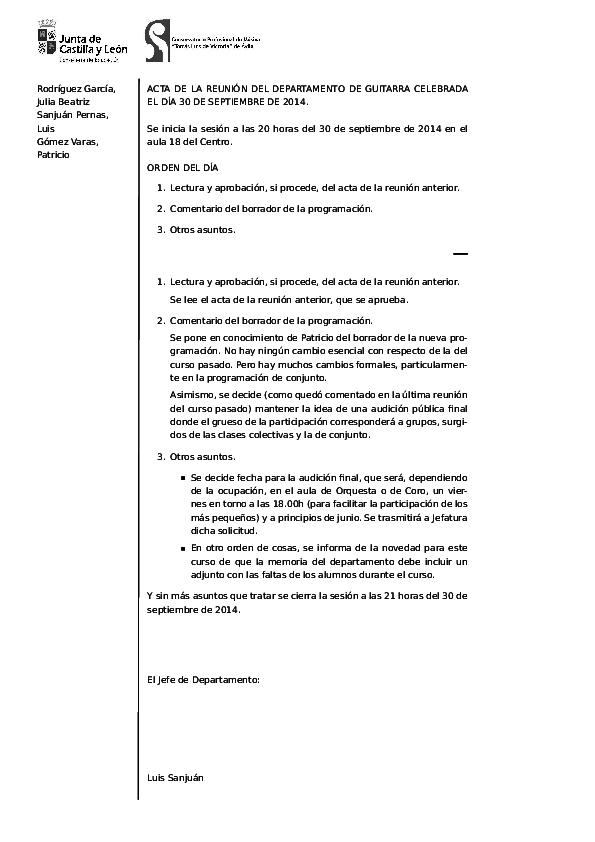 Junta de
Castilla y León
Conservatorio Profesional de Música
"Tomás Luis de Victoria" de Ávila
Rodríguez García,
Julia Beatriz
Sanjuán Pernas,
Luis
Gómez Varas,
Patricio
ACTA DE LA REUNIÓN DEL DEPARTAMENTO DE GUITARRA CELEBRADA
EL DÍA 30 DE SEPTIEMBRE DE 2014.
Se inicia la sesión a las 20 horas del 30 de septiembre de 2014 en el
aula 18 del Centro.
ORDEN DEL DÍA
1. Lectura y aprobación, si procede, del acta de la reunión anterior.
2. Comentario del borrador de la programación.
3. Otros asuntos.
1. Lectura y aprobación, si procede, del acta de la reunión anterior.
Se lee el acta de la reunión anterior, que se aprueba.
2. Comentario del borrador de la programación.
Se pone en conocimiento de Patricio del borrador de la nueva pro-
gramación. No hay ningún cambio esencial con respecto de la del
curso pasado. Pero hay muchos cambios formales, particularmen-
te en la programación de conjunto.
Asimismo, se decide (como quedó comentado en la última reunión
del curso pasado) mantener la idea de una audición pública final
donde el grueso de la participación corresponderá a grupos, surgi-
dos de las clases colectivas y la de conjunto.
3. Otros asuntos.
▪ Se decide fecha para la audición final, que será, dependiendo
de la ocupación, en el aula de Orquesta o de Coro, un vier-
nes en torno a las 18.00h (para facilitar la participación de los
más pequeños) y a principios de junio. Se trasmitirá a Jefatura
dicha solicitud.
▪ En otro orden de cosas, se informa de la novedad para este
curso de que la memoria del departamento debe incluir un
adjunto con las faltas de los alumnos durante el curso.
Y sin más asuntos que tratar se cierra la sesión a las 21 horas del 30 de
septiembre de 2014.
El Jefe de Departamento:
Luis Sanjuán